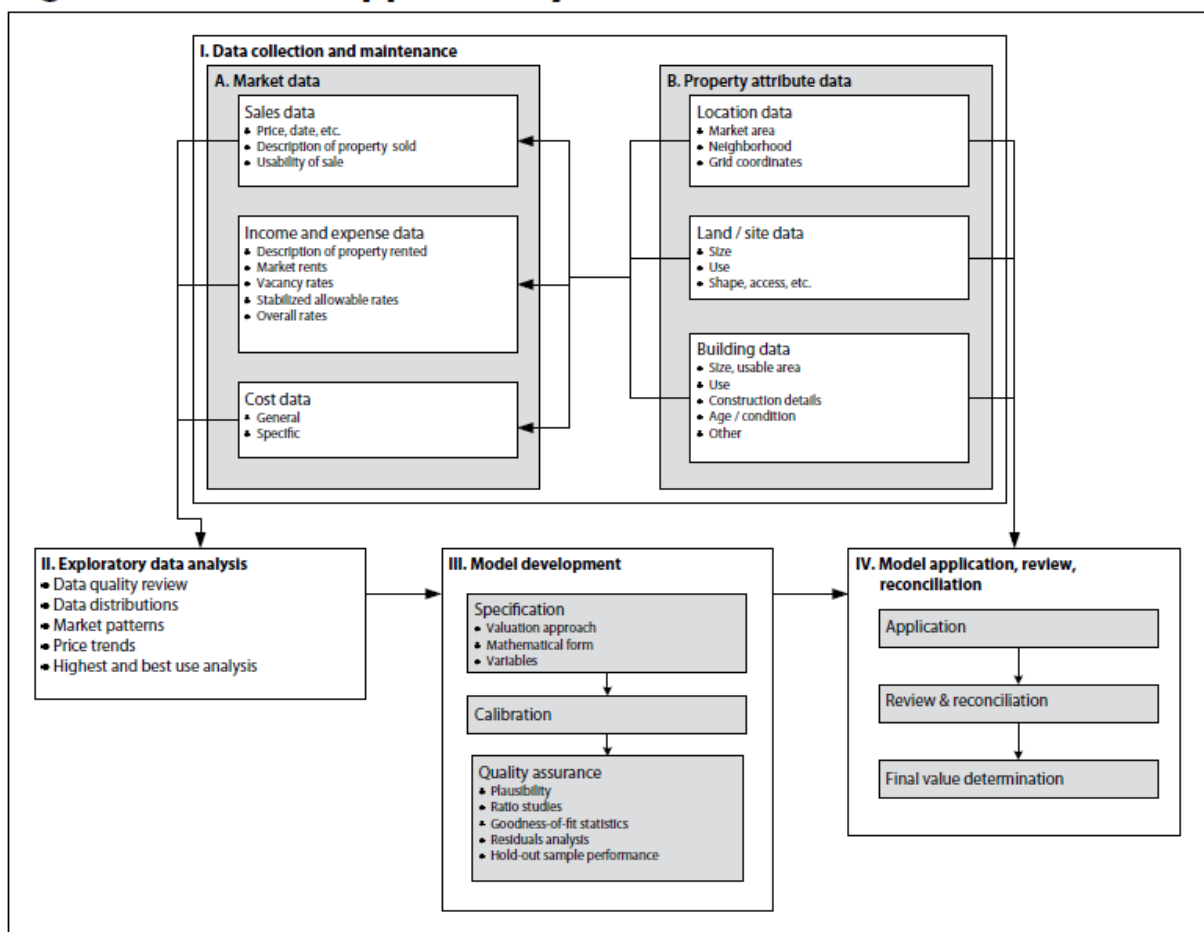 I. Data collection and maintenance
A. Market data
Sales data
• Price, date, etc.
• Description of property sold
• Usability of sale
Income and expense data
• Description of property rented
• Market rents
• Vacancy rates
• Stabilized allowable rates
• Overall rates
Cost data
• General
• Specific
B. Property attribute data
Location data
• Market area
• Neighborhood
• Grid coordinates
Land / site data
• Size
• Use
• Shape, access, etc.
Building data
• Size, usable area
• Use
• Construction details
• Age / condition
• Other
II. Exploratory data analysis
• Data quality review
• Data distributions
• Market patterns
• Price trends
• Highest and best use analysis
III. Model development
Specification
• Valuation approach
• Mathematical form
• Variables
Calibration
Quality assurance
• Plausibility
• Ratio studies
• Goodness-of-fit statistics
• Residuals analysis
• Hold-out sample performance
IV. Model application, review,
reconciliation
Application
Review & reconciliation
Final value determination